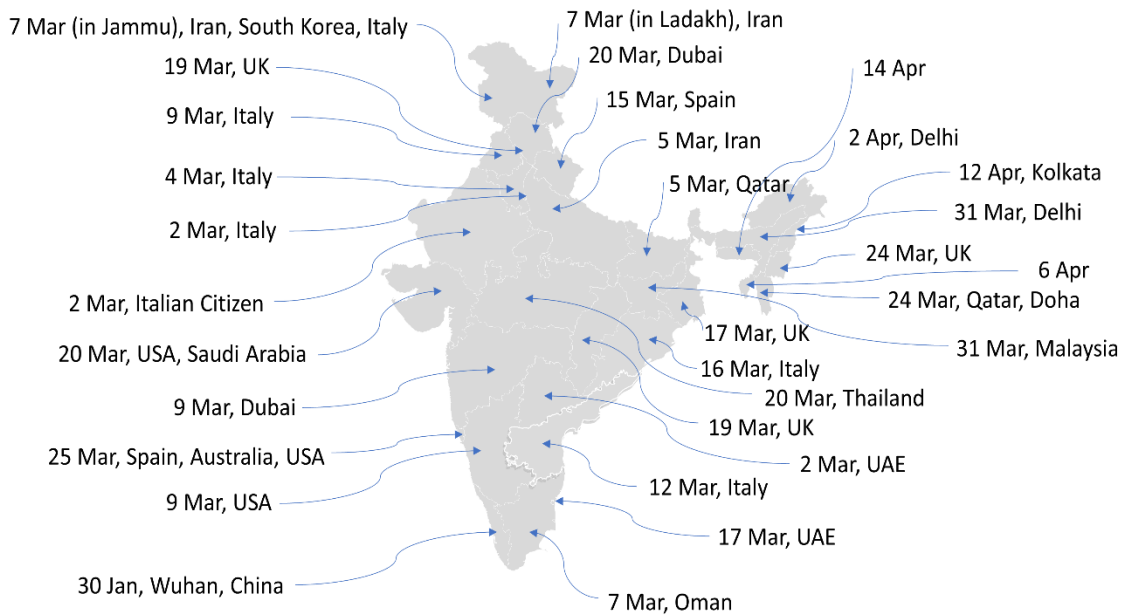 7 Mar (in Jammu), Iran, South Korea, Italy
7 Mar (in Ladakh), Iran
19 Mar, UK
20 Mar, Dubai
14 Apr
9 Mar, Italy
15 Mar, Spain
5 Mar, Iran
2 Apr, Delhi
4 Mar, Italy
5 Mar, Qatar
12 Apr, Kolkata
31 Mar, Delhi
2 Mar, Italy
24 Mar, UK
6 Apr
2 Mar, Italian Citizen
24 Mar, Qatar, Doha
17 Mar, UK
20 Mar, USA, Saudi Arabia
31 Mar, Malaysia
16 Mar, Italy
20 Mar, Thailand
9 Mar, Dubai
19 Mar, UK
25 Mar, Spain, Australia, USA
2 Mar, UAE
12 Mar, Italy
9 Mar, USA
17 Mar, UAE
30 Jan, Wuhan, China
7 Mar, Oman